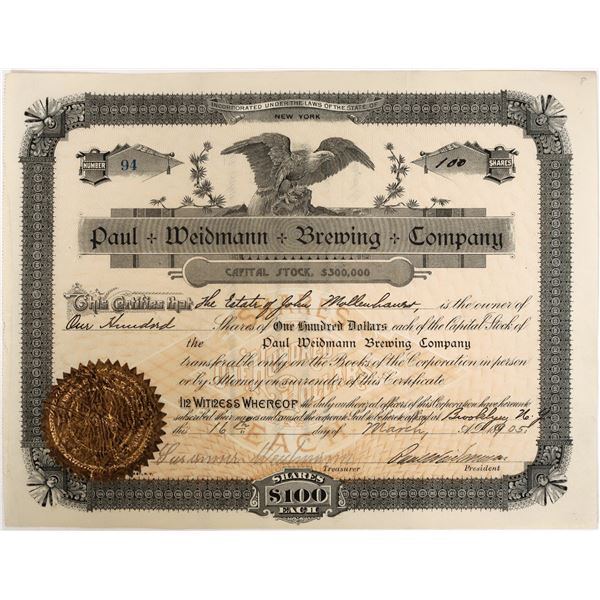 INCORPORATED UNDER THE LAWS OF THE STATE OF
NEW YORK
NUMBER 94
100 SHARES
Paul Weidmann Brewing Company
CAPITAL STOCK, $300,000
This Certifies that The Estate of John Mollenhauer, is the owner of
One Hundred Shares of One Hundred Dollars each of the Capital Stock of
the Paul Weidmann Brewing Company
transferable only on the Books of the Corporation in person
or by Attorney on surrender of this Certificate.
IN WITNESS WHEREOF the duly authorized officers of this Corporation have hereunto
subscribed their names and caused the corporate Seal to be hereto affixed at Brooklyn N.Y.
this 16th day of March A.D. 1905.
Treasurer
Paul Weidmann
President
SHARES
$100
EACH